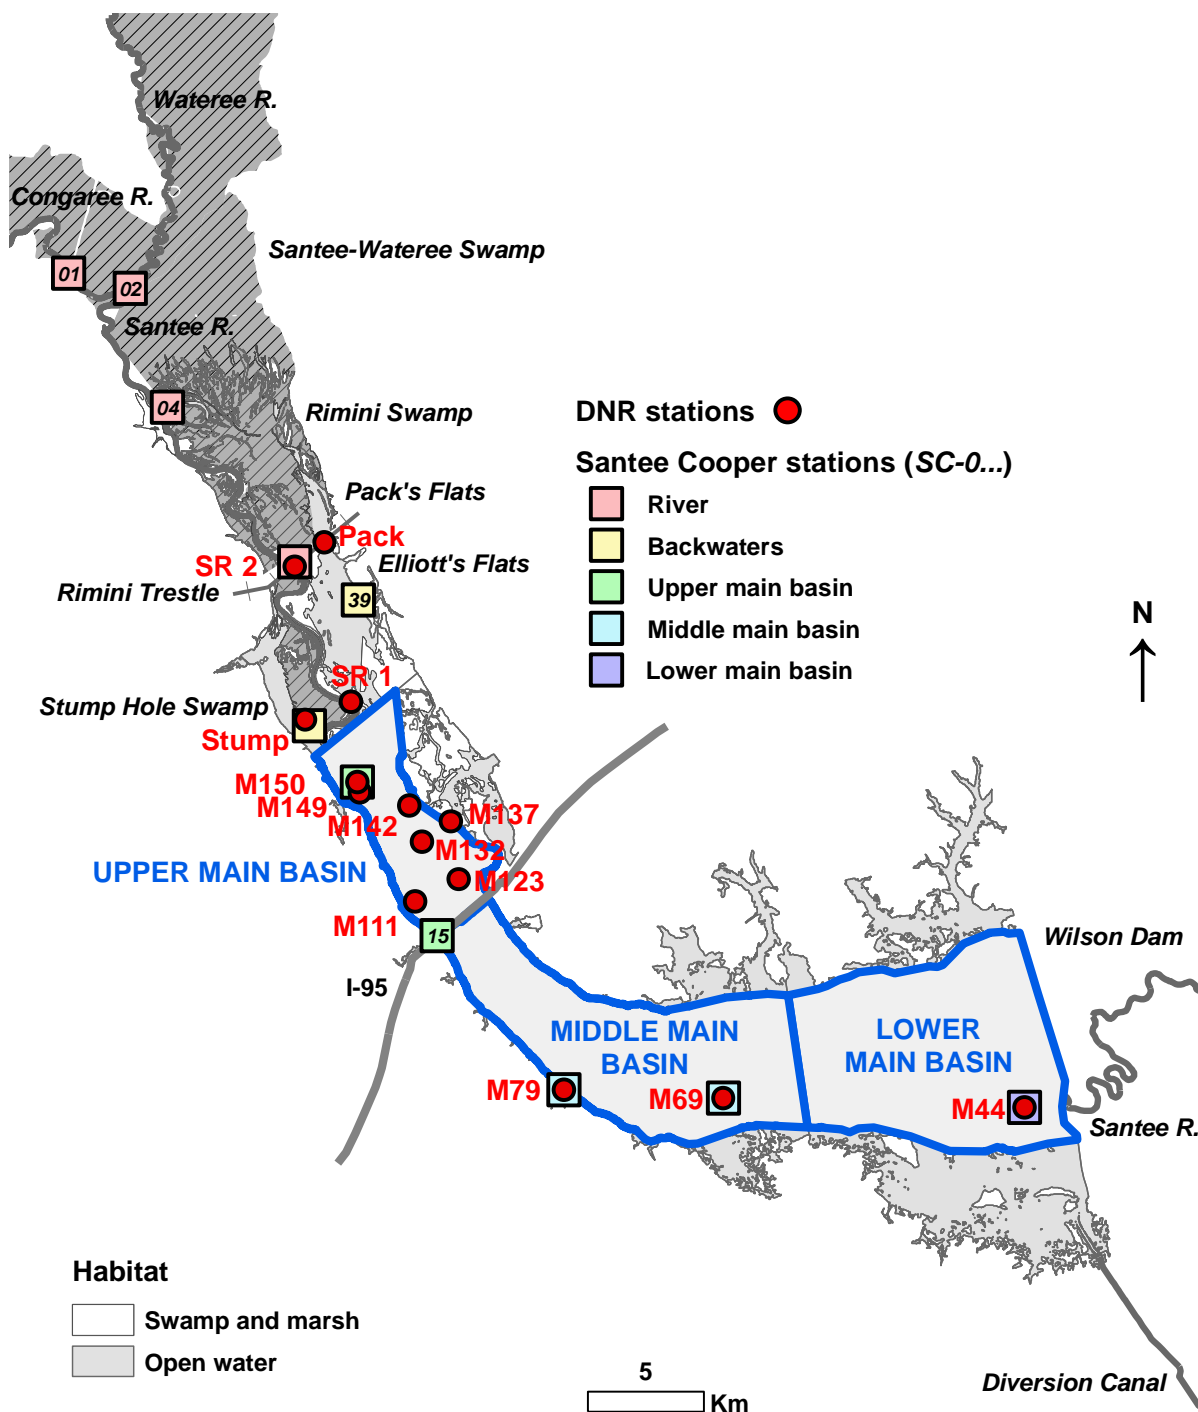 Wateree R.
Congaree R.
Santee-Wateree Swamp
01
02
Santee R.
04
Rimini Swamp
DNR stations
Santee Cooper stations (SC-0...)
River
Backwaters
Upper main basin
Middle main basin
Lower main basin
Pack's Flats
Pack
SR 2
Elliott's Flats
Rimini Trestle
39
N
SR 1
Stump Hole Swamp
Stump
M150
M149
M142
M137
M132
UPPER MAIN BASIN
M123
M111
15
I-95
Wilson Dam
MIDDLE MAIN
BASIN
LOWER
MAIN BASIN
M79
M69
M44
Santee R.
Habitat
Swamp and marsh
Open water
5
Km
Diversion Canal